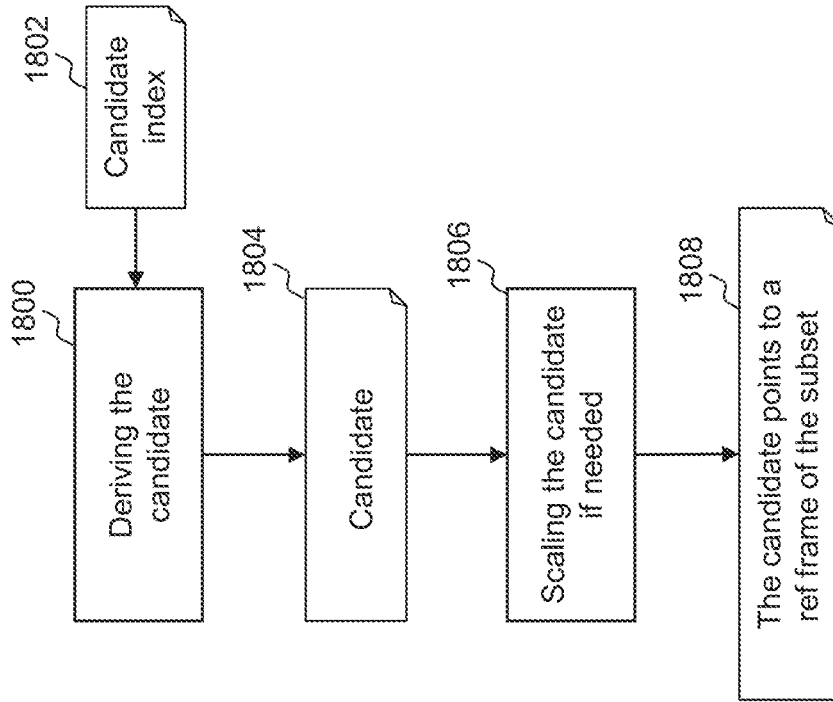 1802
Candidate
index
1800
Deriving the
candidate
1804
Candidate
1806
Scaling the candidate
if needed
1808
The candidate points to a
ref frame of the subset